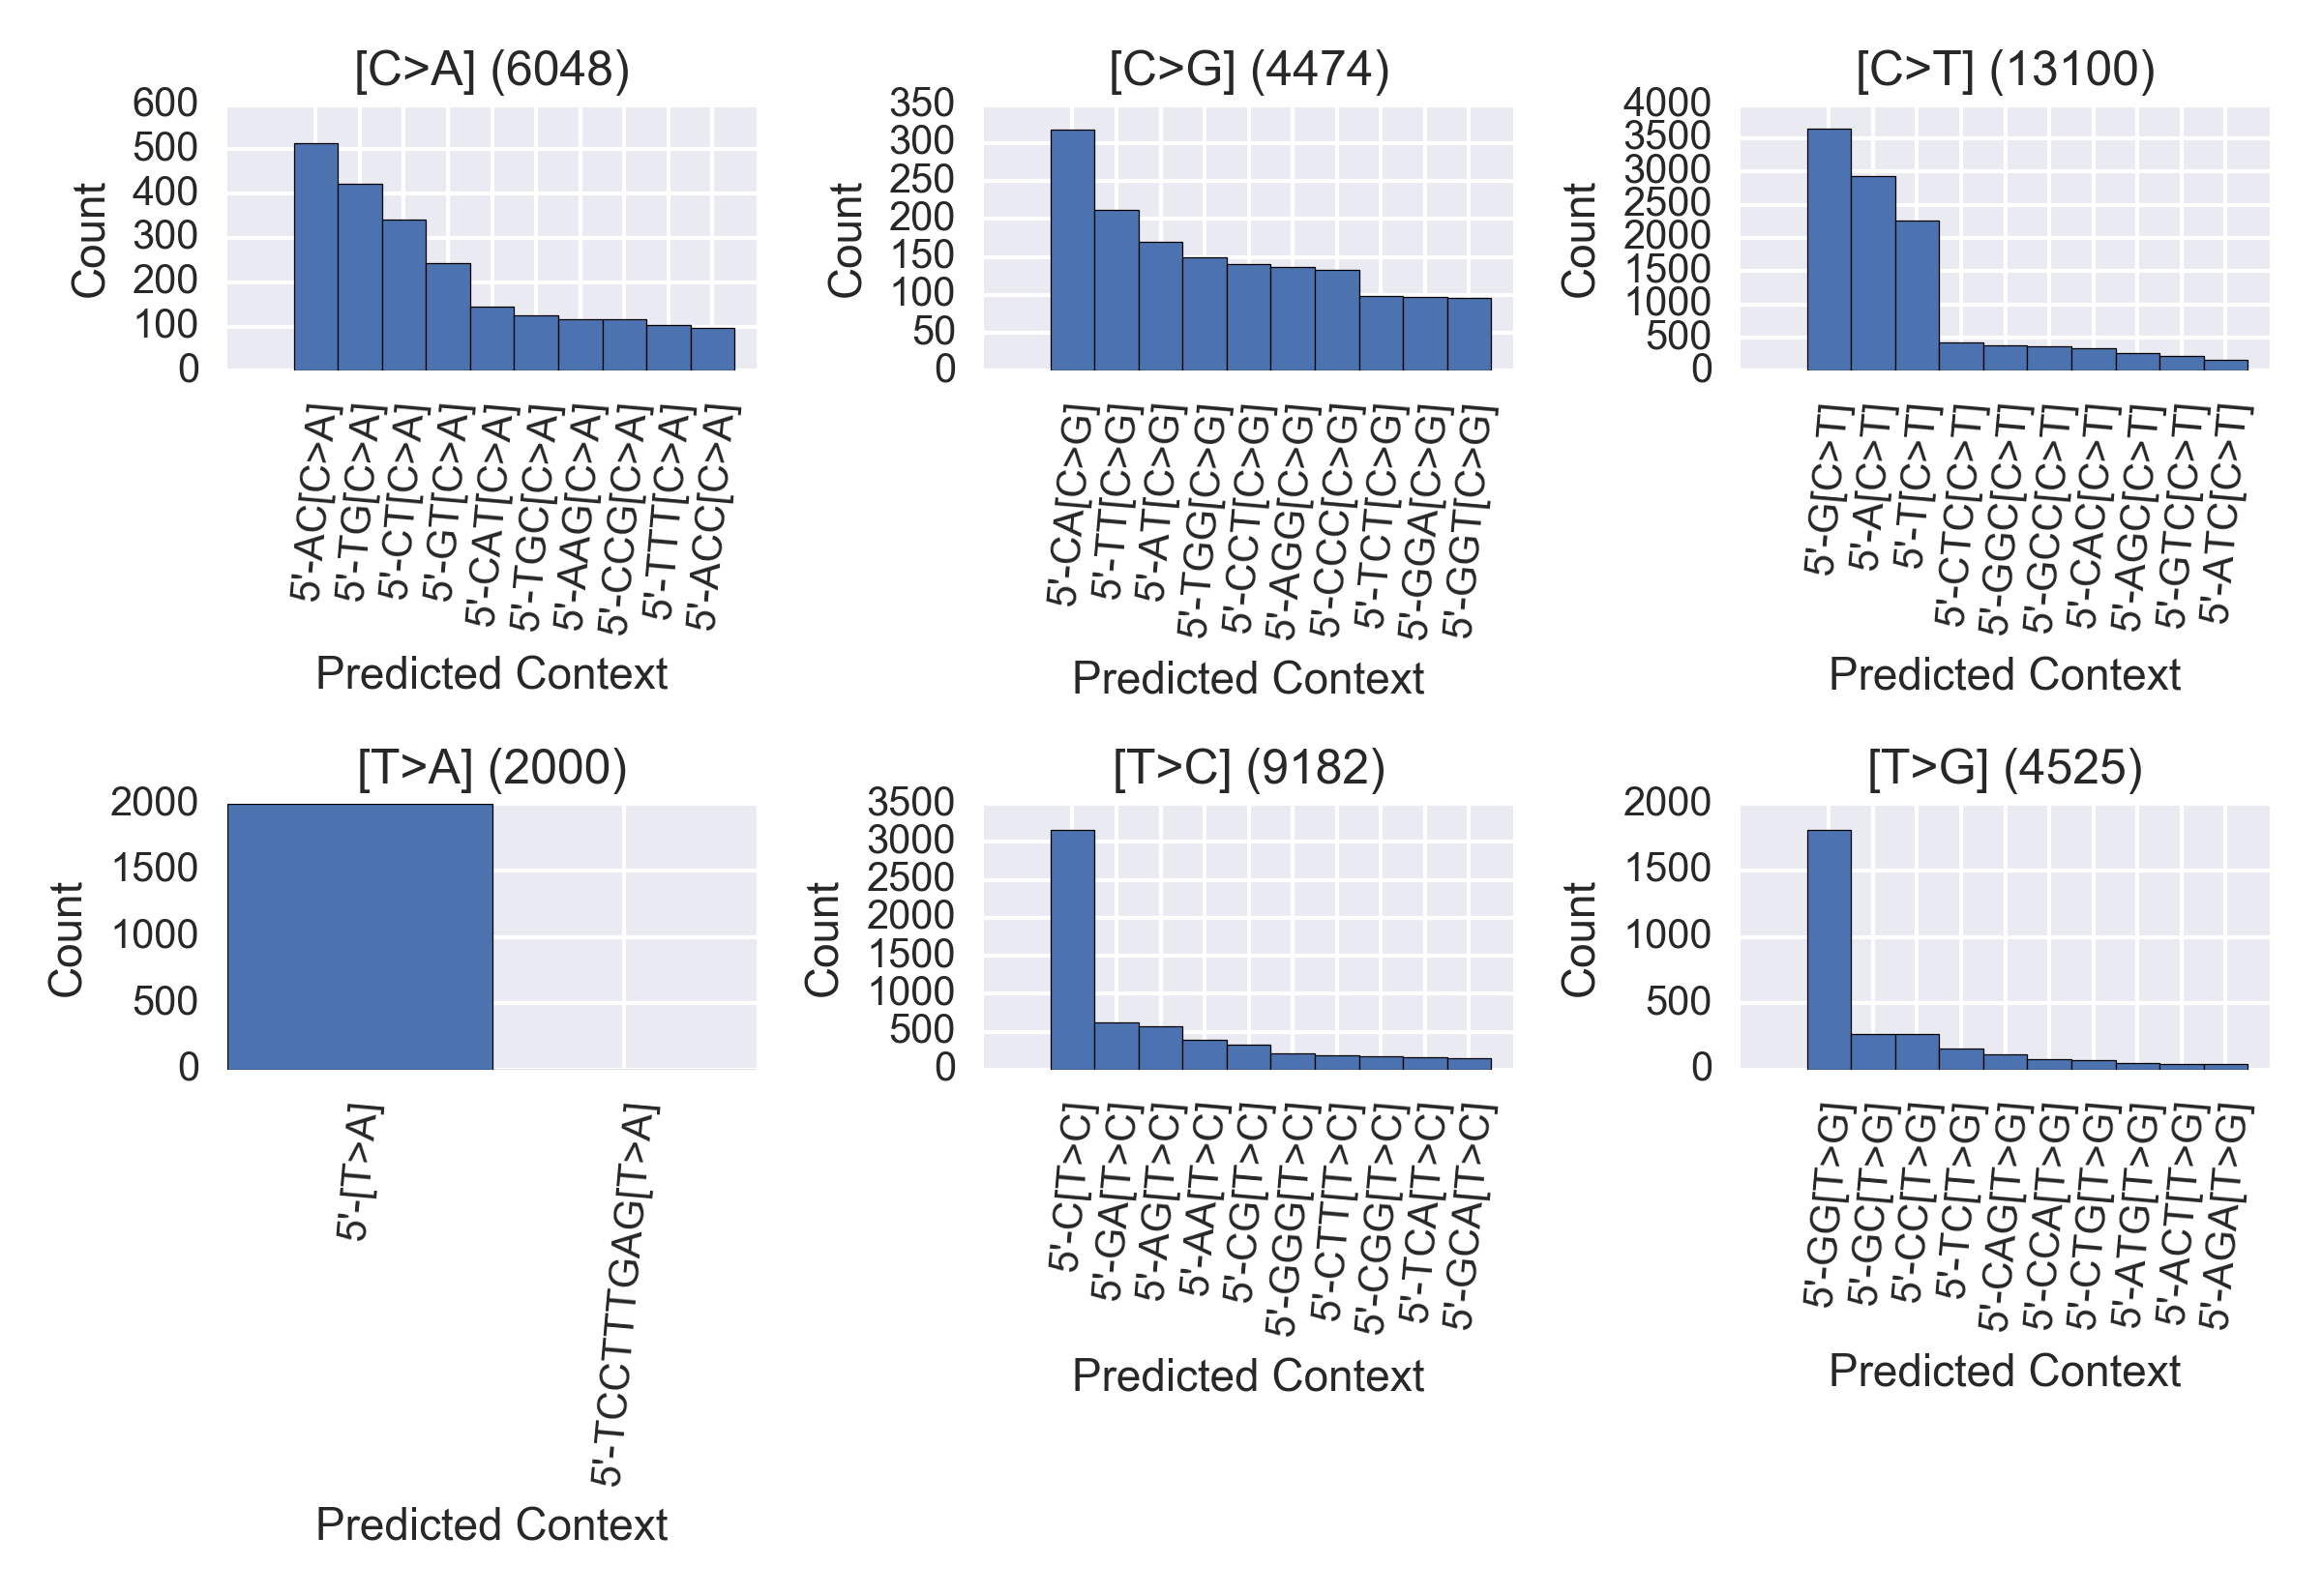 [C>A] (6048)
600
500
400
300
200
100
0
Count
5'-AC[C>A]
5'-TG[C>A]
5'-CT[C>A]
5'-GT[C>A]
5'-CAT[C>A]
5'-TGC[C>A]
5'-AAG[C>A]
5'-CCG[C>A]
5'-TTT[C>A]
5'-ACC[C>A]
Predicted Context
[C>G] (4474)
350
300
250
200
150
100
50
0
Count
5'-CA[C>G]
5'-TT[C>G]
5'-AT[C>G]
5'-TGG[C>G]
5'-CCT[C>G]
5'-AGG[C>G]
5'-CCC[C>G]
5'-TCT[C>G]
5'-GGA[C>G]
5'-GGT[C>G]
Predicted Context
[C>T] (13100)
4000
3500
3000
2500
2000
1500
1000
500
0
Count
5'-G[C>T]
5'-A[C>T]
5'-T[C>T]
5'-CTC[C>T]
5'-GGC[C>T]
5'-GCC[C>T]
5'-CAC[C>T]
5'-AGC[C>T]
5'-GTC[C>T]
5'-ATC[C>T]
Predicted Context
[T>A] (2000)
2000
1500
1000
500
0
Count
5'-[T>A]
5'-TCCTTTGAG[T>A]
Predicted Context
[T>C] (9182)
3500
3000
2500
2000
1500
1000
500
0
Count
5'-C[T>C]
5'-GA[T>C]
5'-AG[T>C]
5'-AA[T>C]
5'-CG[T>C]
5'-GGG[T>C]
5'-CTT[T>C]
5'-CGG[T>C]
5'-TCA[T>C]
5'-GCA[T>C]
Predicted Context
[T>G] (4525)
2000
1500
1000
500
0
Count
5'-GG[T>G]
5'-GC[T>G]
5'-CC[T>G]
5'-TC[T>G]
5'-CAG[T>G]
5'-CCA[T>G]
5'-CTG[T>G]
5'-ATG[T>G]
5'-ACT[T>G]
5'-AGA[T>G]
Predicted Context